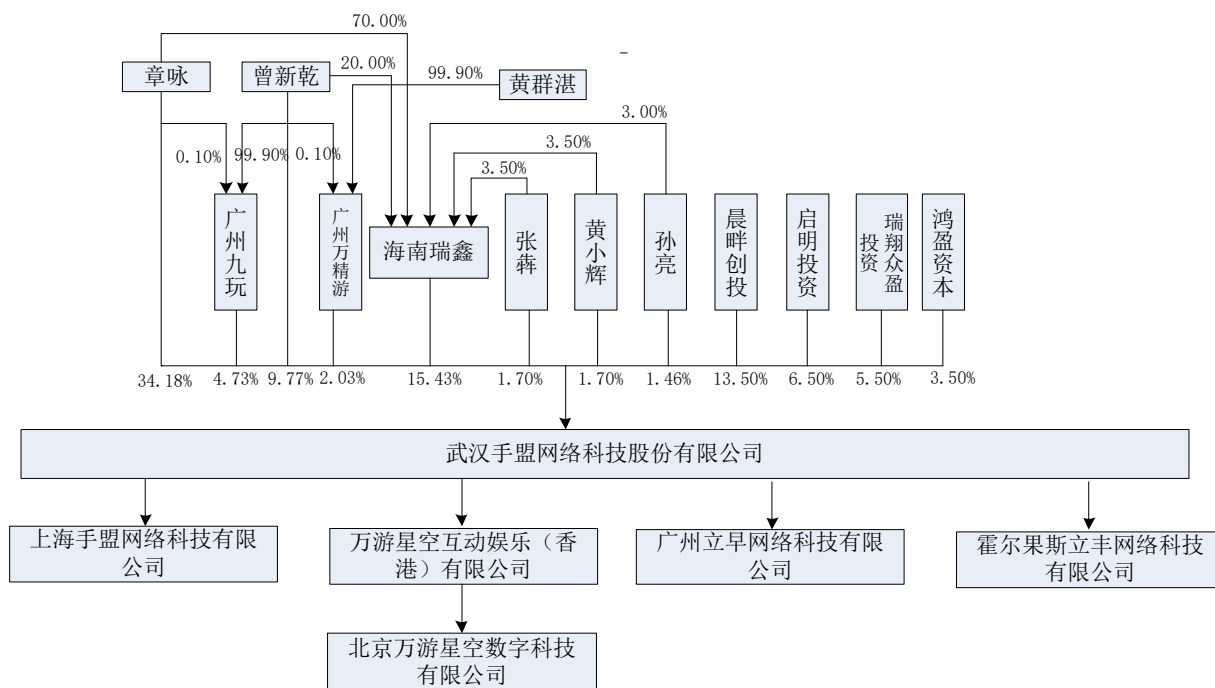 70.00%
章咏
曾新乾
20.00%
99.90%
黄群湛
3.00%
0.10%
99.90%
0.10%
3.50%
3.50%
广州九玩
广州万精游
海南瑞鑫
张犇
黄小辉
孙亮
晨畔创投
启明投资
瑞翔众盈
投资
鸿盈资本
34.18%
4.73%
9.77%
2.03%
15.43%
1.70%
1.70%
1.46%
13.50%
6.50%
5.50%
3.50%
武汉手盟网络科技股份有限公司
上海手盟网络科技有限
公司
万游星空互动娱乐（香
港）有限公司
广州立早网络科技有限
公司
霍尔果斯立丰网络科技
有限公司
北京万游星空数字科技
有限公司